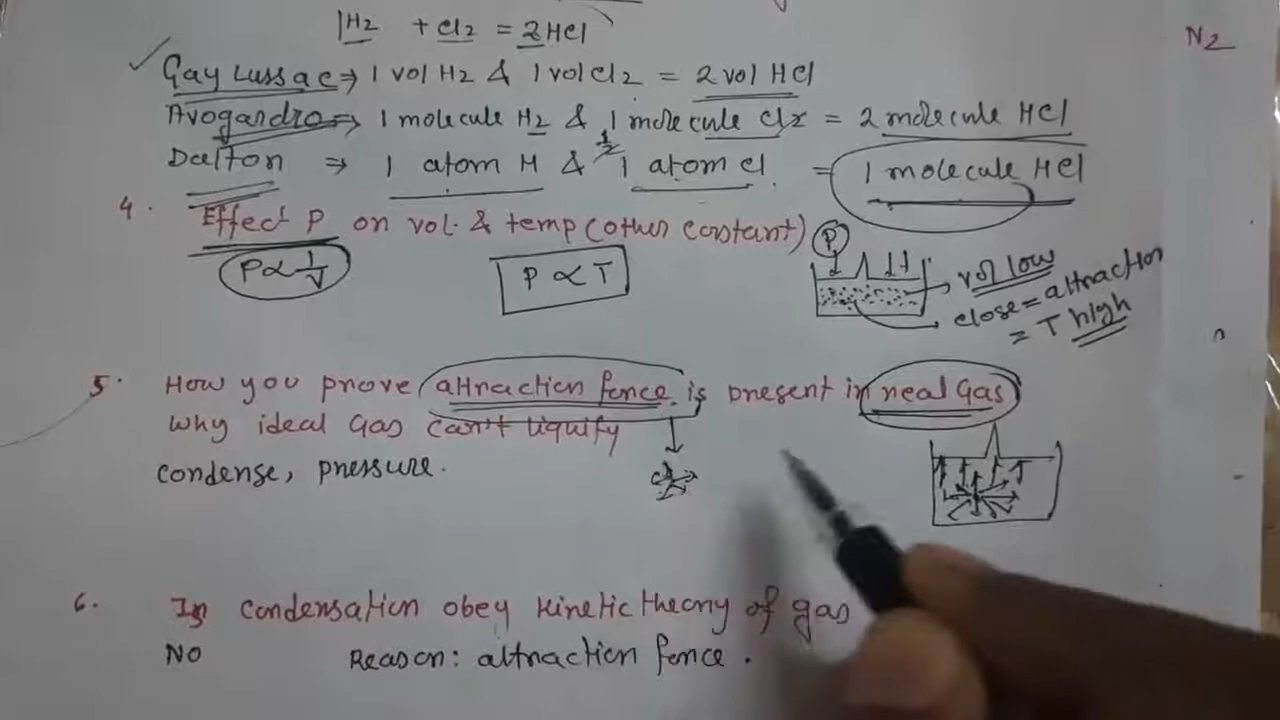 1H2 + Cl2 = 2HCl
N2
Gay Lussac ⇒ 1 vol H2 & 1 vol Cl2 = 2 vol HCl
Avogardro ⇒ 1 molecule H2 & 1 molecule Cl2 = 2 molecule HCl
Dalton ⇒ 1 atom H & 1 atom Cl = 1 molecule HCl
4. Effect P on vol. & temp (other constant)
P ∝ 1/V
P ∝ T
P
vol low
close = attraction
= T high
5. How you prove attraction force is present in real Gas
Why ideal Gas can't liquify
condense, pressure.
6. Is condensation obey kinetic theory of gas
NO Reason: attraction force.